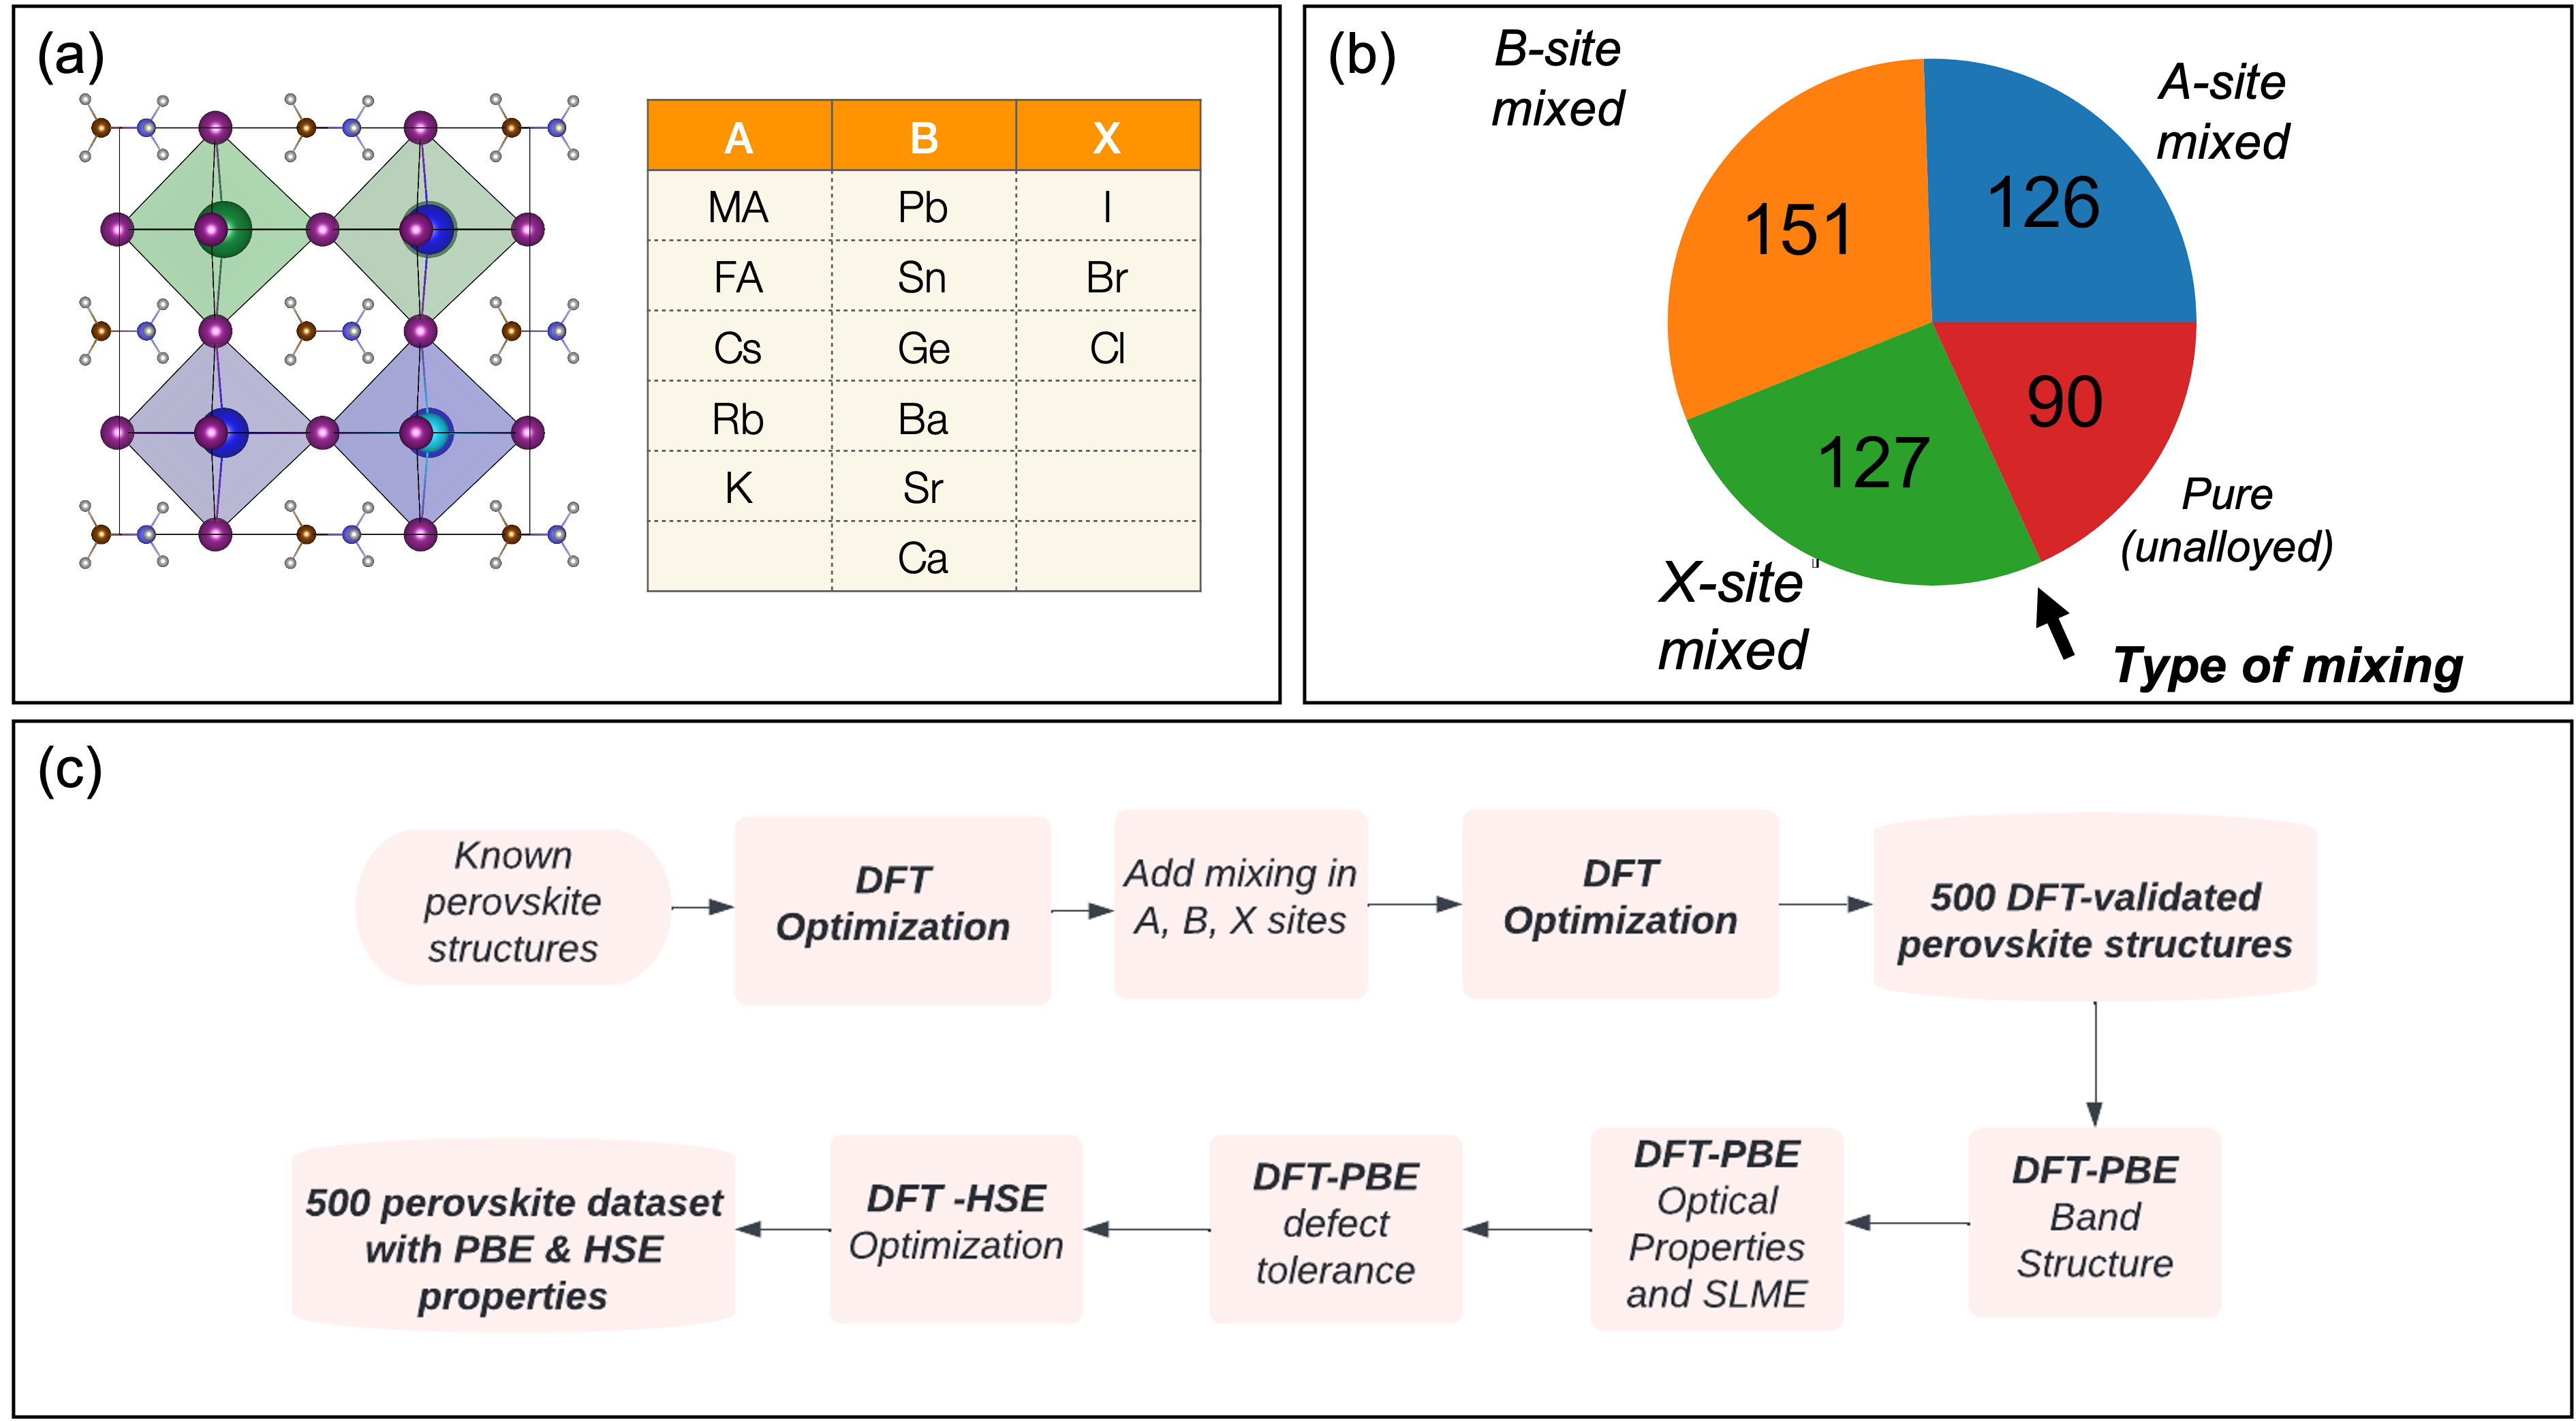 (a)
A B X
MA Pb I
FA Sn Br
Cs Ge Cl
Rb Ba
K Sr
Ca
(b)
B-site
mixed
A-site
mixed
151
126
127
90
X-site
mixed
Pure
(unalloyed)
Type of mixing
(c)
Known
perovskite
structures
DFT
Optimization
Add mixing in
A, B, X sites
DFT
Optimization
500 DFT-validated
perovskite structures
DFT-PBE
Band
Structure
DFT-PBE
Optical
Properties
and SLME
DFT-PBE
defect
tolerance
DFT -HSE
Optimization
500 perovskite dataset
with PBE & HSE
properties